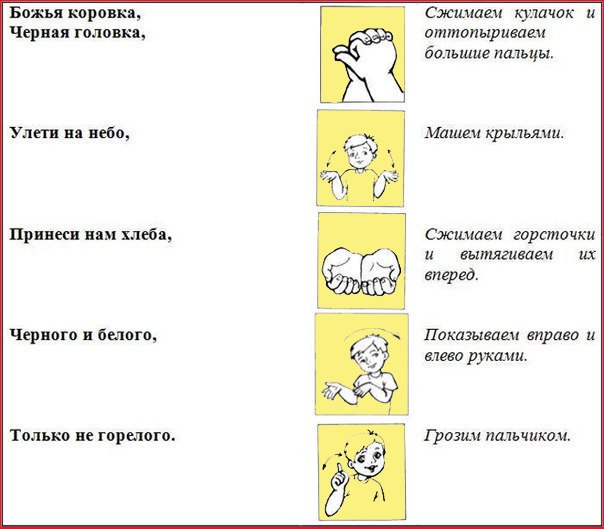 Божья коровка,
Черная головка,
Сжимаем кулачок и
оттопыриваем
большие пальцы.
Улети на небо,
Машем крыльями.
Принеси нам хлеба,
Сжимаем горсточки
и вытягиваем их
вперед.
Черного и белого,
Показываем вправо и
влево руками.
Только не горелого.
Грозим пальчиком.